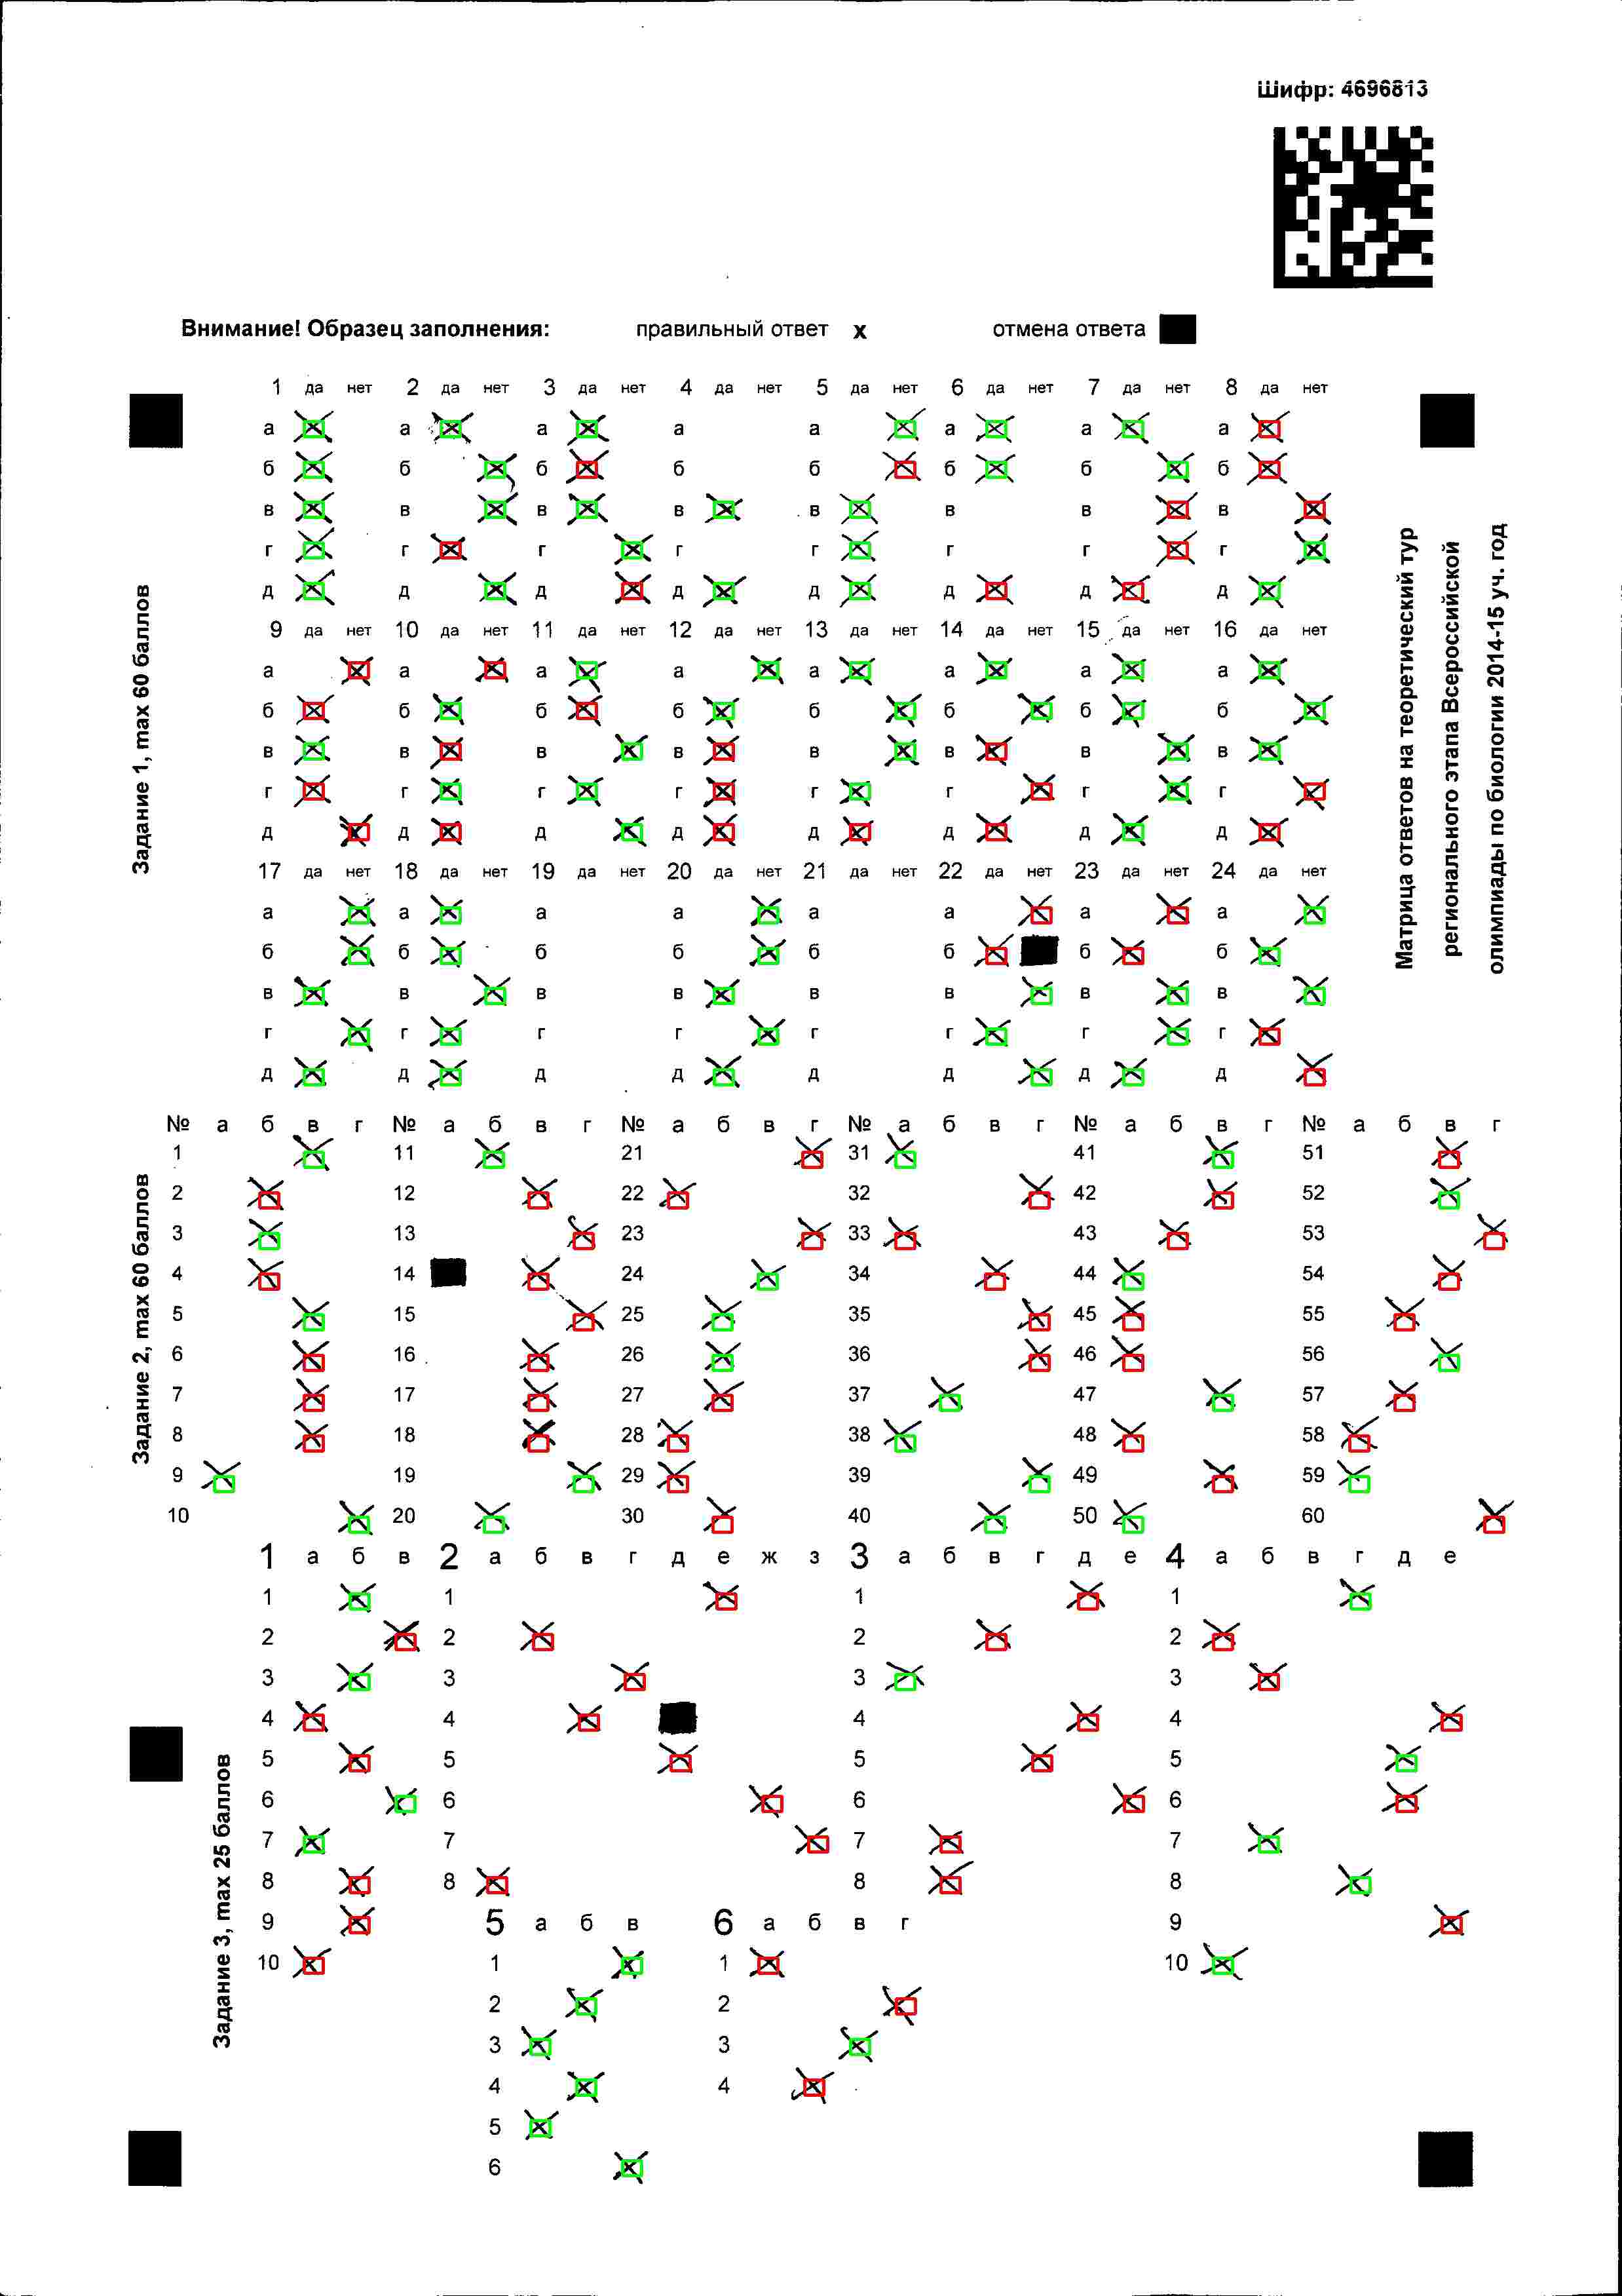 Шифр: 4696813
Внимание! Образец заполнения: правильный ответ х отмена ответа
1 да нет 2 да нет 3 да нет 4 да нет 5 да нет 6 да нет 7 да нет 8 да нет
а а а а а а а а
б б б б б б б б
в в в в в в в в
г г г г г г г г
д д д д д д д д
9 да нет 10 да нет 11 да нет 12 да нет 13 да нет 14 да нет 15 да нет 16 да нет
а а а а а а а а
б б б б б б б б
в в в в в в в в
г г г г г г г г
д д д д д д д д
17 да нет 18 да нет 19 да нет 20 да нет 21 да нет 22 да нет 23 да нет 24 да нет
а а а а а а а а
б б б б б б б б
в в в в в в в в
г г г г г г г г
д д д д д д д д
Задание 1, max 60 баллов
Матрица ответов на теоретический тур
регионального этапа Всероссийской
олимпиады по биологии 2014-15 уч. год
№ а б в г № а б в г № а б в г № а б в г № а б в г № а б в г
1 11 21 31 41 51
2 12 22 32 42 52
3 13 23 33 43 53
4 14 24 34 44 54
5 15 25 35 45 55
6 16 26 36 46 56
7 17 27 37 47 57
8 18 28 38 48 58
9 19 29 39 49 59
10 20 30 40 50 60
Задание 2, max 60 баллов
1 а б в 2 а б в г д е ж з 3 а б в г д е 4 а б в г д е
1 1 1 1
2 2 2 2
3 3 3 3
4 4 4 4
5 5 5 5
6 6 6 6
7 7 7 7
8 8 8 8
9 5 а б в 6 а б в г 9
10 1 1 10
2 2
3 3
4 4
5
6
Задание 3, max 25 баллов